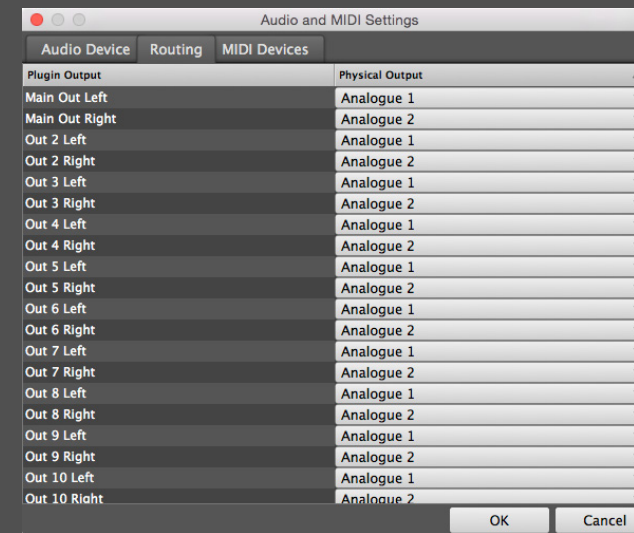 Audio and MIDI Settings
Audio Device Routing MIDI Devices
Plugin Output Physical Output
Main Out Left Analogue 1
Main Out Right Analogue 2
Out 2 Left Analogue 1
Out 2 Right Analogue 2
Out 3 Left Analogue 1
Out 3 Right Analogue 2
Out 4 Left Analogue 1
Out 4 Right Analogue 2
Out 5 Left Analogue 1
Out 5 Right Analogue 2
Out 6 Left Analogue 1
Out 6 Right Analogue 2
Out 7 Left Analogue 1
Out 7 Right Analogue 2
Out 8 Left Analogue 1
Out 8 Right Analogue 2
Out 9 Left Analogue 1
Out 9 Right Analogue 2
Out 10 Left Analogue 1
Out 10 Right Analogue 2
OK Cancel